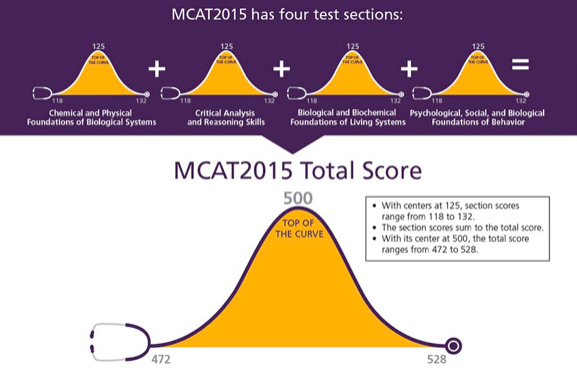 MCAT2015 has four test sections:
125
TOP OF
THE CURVE
118
132
+
125
TOP OF
THE CURVE
118
132
+
125
TOP OF
THE CURVE
118
132
+
125
TOP OF
THE CURVE
118
132
=
Chemical and Physical
Foundations of Biological Systems
Critical Analysis
and Reasoning Skills
Biological and Biochemical
Foundations of Living Systems
Psychological, Social, and Biological
Foundations of Behavior
MCAT2015 Total Score
500
TOP OF
THE CURVE
472
528
• With centers at 125, section scores
range from 118 to 132.
• The section scores sum to the total score.
• With its center at 500, the total score
ranges from 472 to 528.